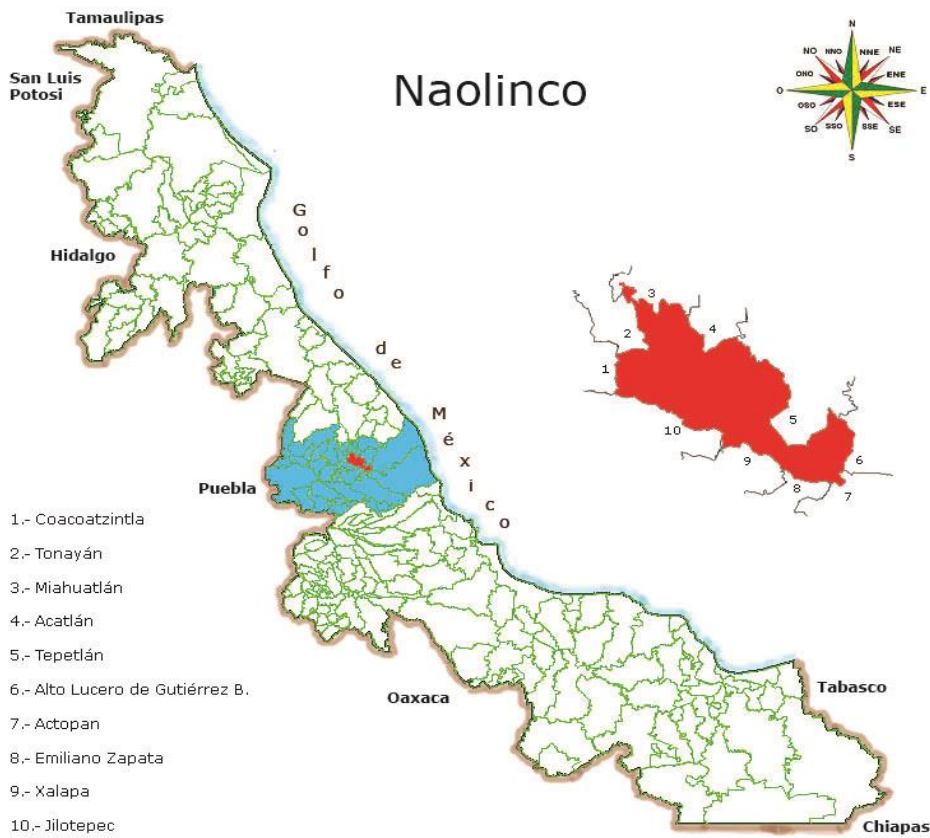 Tamaulipas
San Luis
Potosi
Naolinco
N
NNO
NNE
NO
NE
ONO
ENE
O
E
OSO
ESE
SO
SSO
SSE
SE
S
Hidalgo
Golfo de México
3
2
4
1
5
10
9
6
8
7
Puebla
1.- Coacoatzintla
2.- Tonayán
3.- Miahuatlán
4.- Acatlán
5.- Tepetlán
6.- Alto Lucero de Gutiérrez B.
7.- Actopan
8.- Emiliano Zapata
9.- Xalapa
10.- Jilotepec
Oaxaca
Tabasco
Chiapas